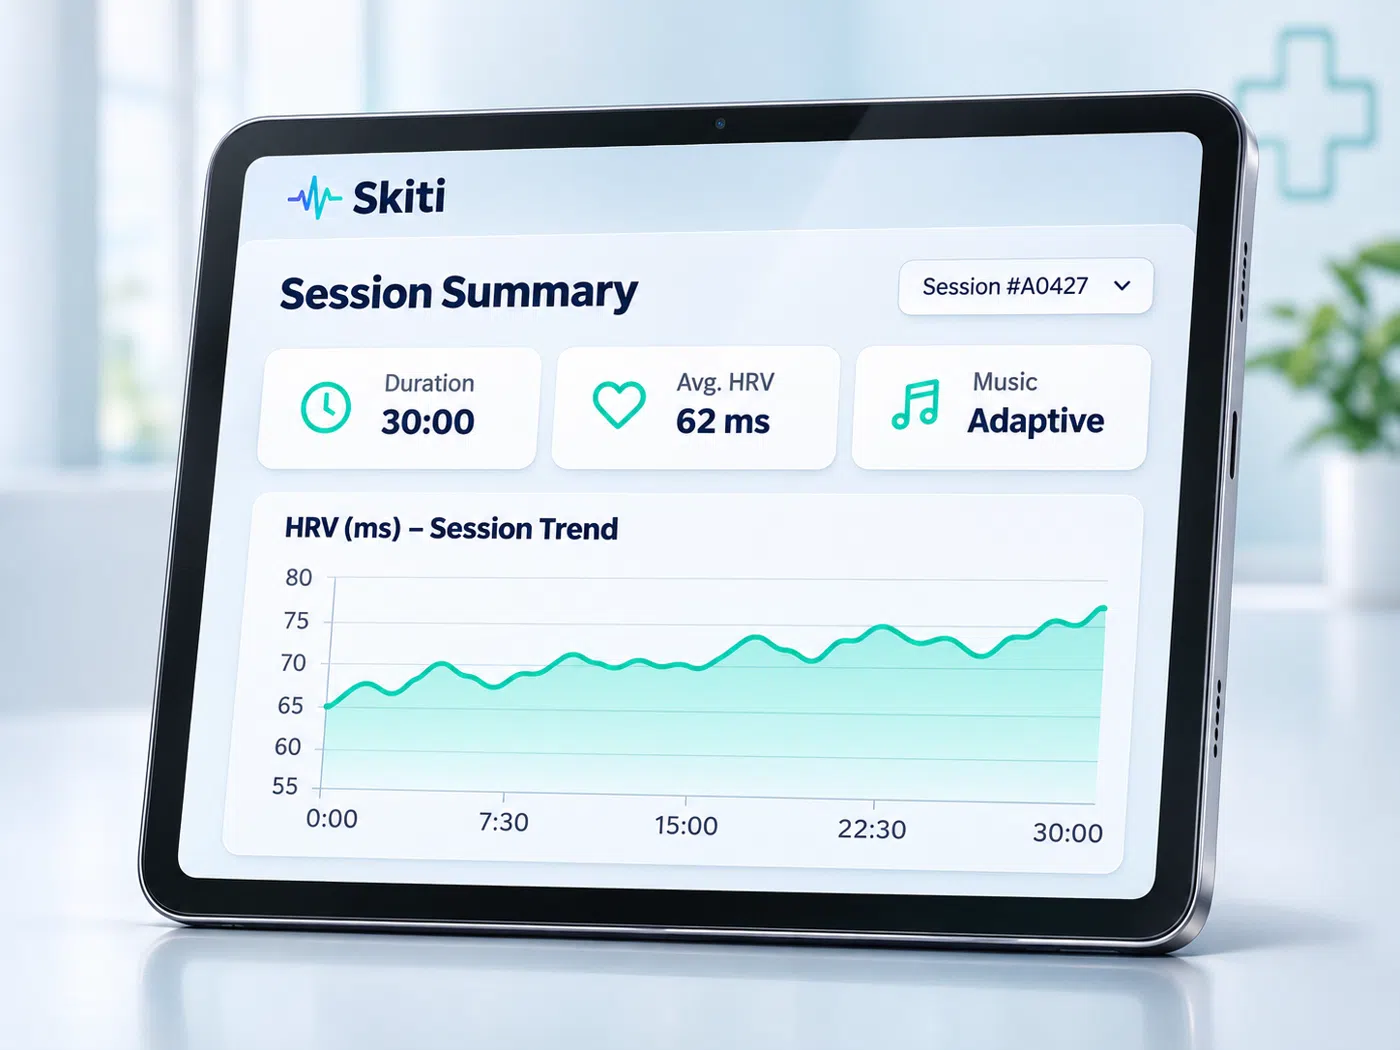 Skiti
Session Summary
Session #A0427
Duration
30:00
Avg. HRV
62 ms
Music
Adaptive
HRV (ms) – Session Trend
80
75
70
65
60
55
0:00
7:30
15:00
22:30
30:00